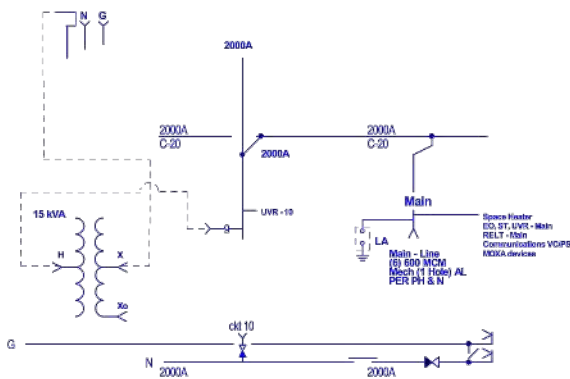 N G
2000A
2000A
C-20
2000A
C-20
2000A
UVR - 10
9
15 kVA
H
X
Xo
Main
LA
Main - Line
(6) 600 MCM
Mech (1 Hole) AL
PER PH & N
Space Heater
EO, ST, UVR - Main
RELT - Main
Communications VC/PS
MOXA devices
ckt 10
G
N
2000A
2000A